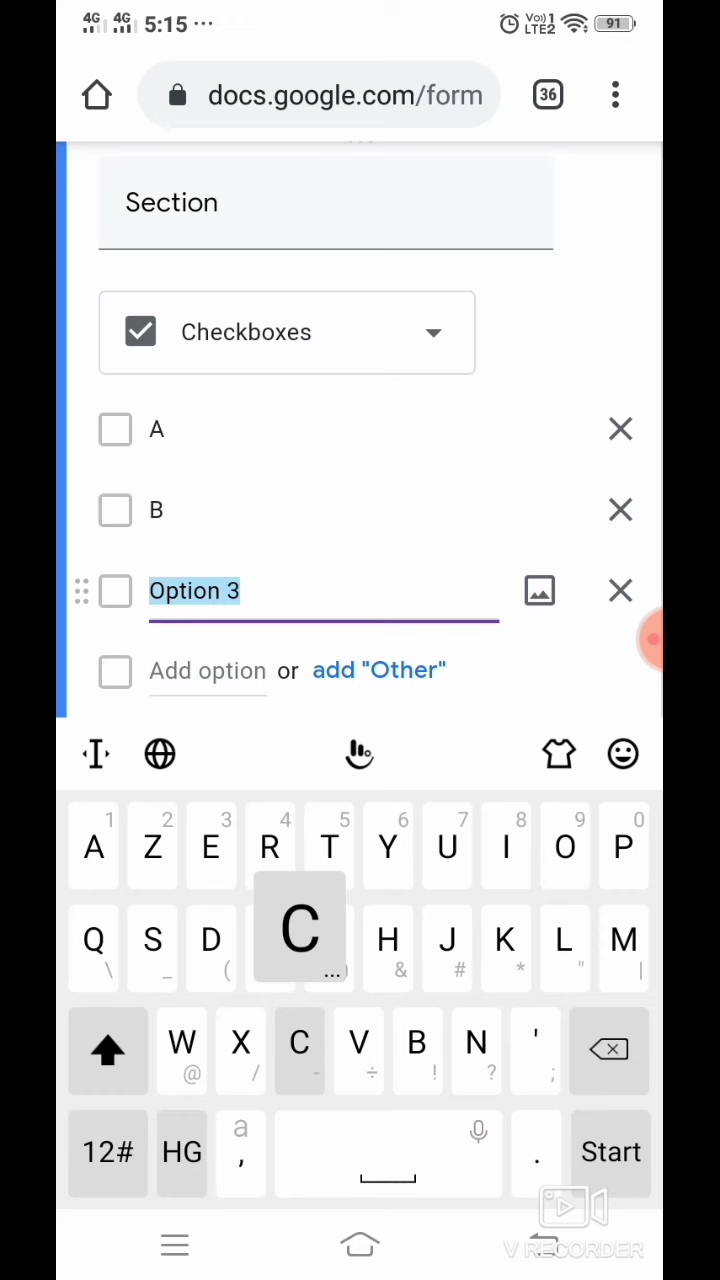 4G 4G 5:15 ... Vo) 1 LTE2 91
docs.google.com/form 36
Section
Checkboxes
A
B
Option 3
Add option or add "Other"
1 2 3 4 5 6 7 8 9 0
A Z E R T Y U I O P
Q S D C H J K L M
\ _ ( ... ) & # * " |
W X C V B N '
@ / - ÷ ! ? ;
12# HG a , . Start
V RECORDER